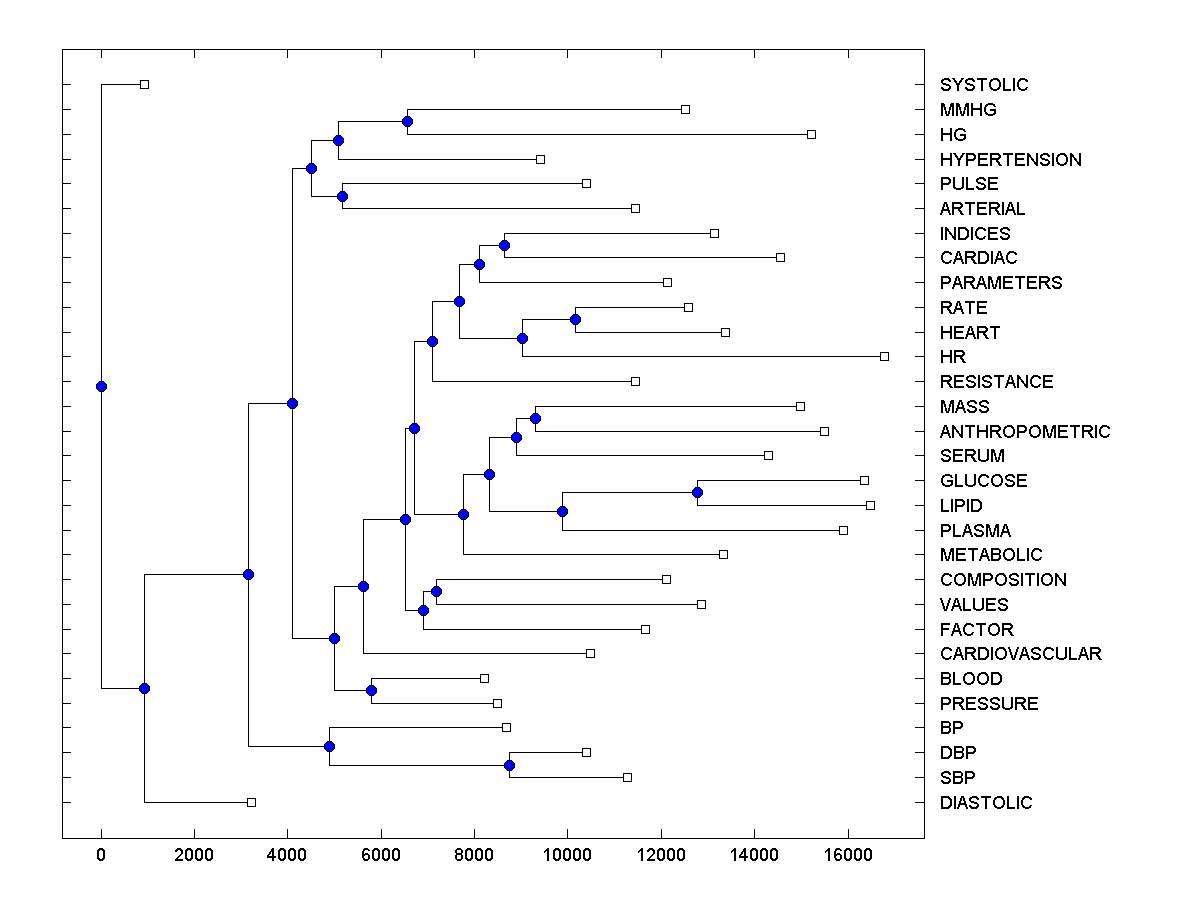 SYSTOLIC
MMHG
HG
HYPERTENSION
PULSE
ARTERIAL
INDICES
CARDIAC
PARAMETERS
RATE
HEART
HR
RESISTANCE
MASS
ANTHROPOMETRIC
SERUM
GLUCOSE
LIPID
PLASMA
METABOLIC
COMPOSITION
VALUES
FACTOR
CARDIOVASCULAR
BLOOD
PRESSURE
BP
DBP
SBP
DIASTOLIC
0 2000 4000 6000 8000 10000 12000 14000 16000